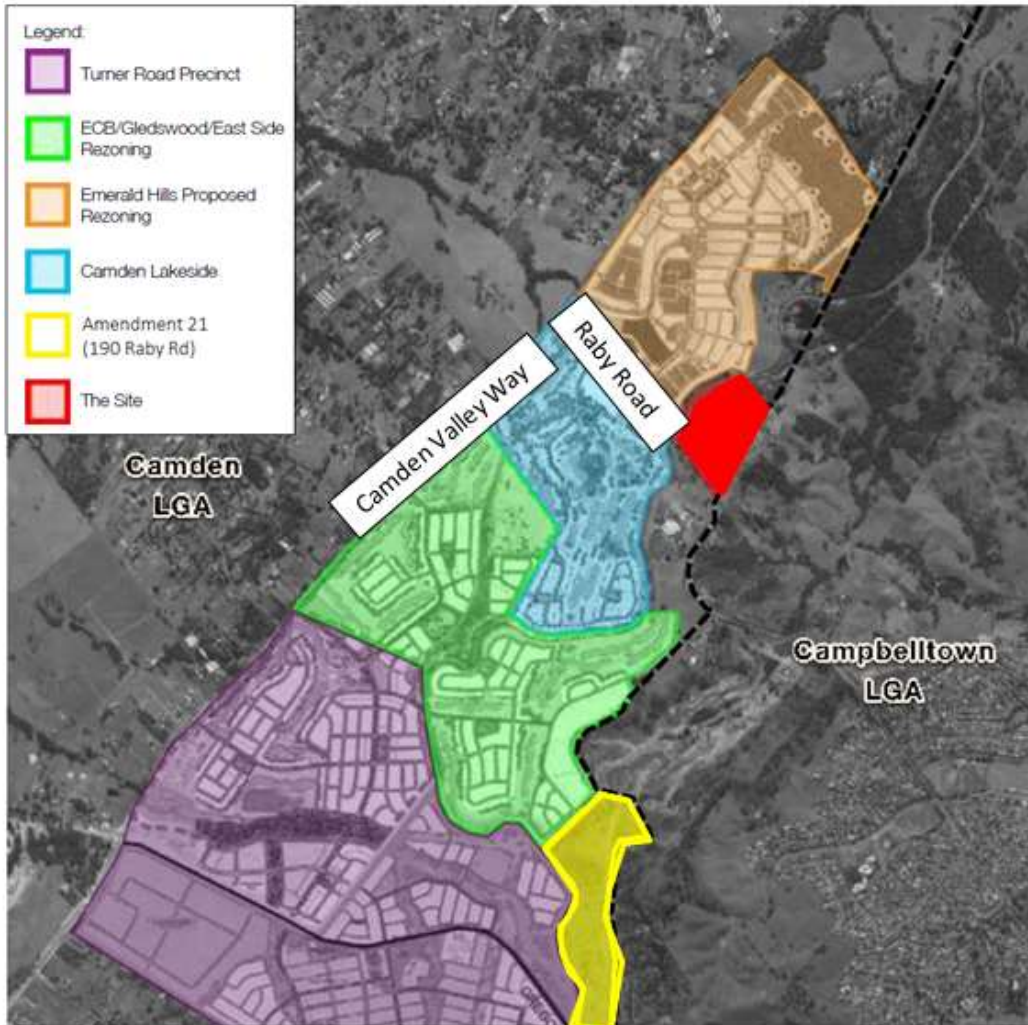 Legend:
Turner Road Precinct
ECB/Gledswood/East Side
Rezoning
Emerald Hills Proposed
Rezoning
Camden Lakeside
Amendment 21
(190 Raby Rd)
The Site
Raby Road
Camden Valley Way
Camden
LGA
Campbelltown
LGA